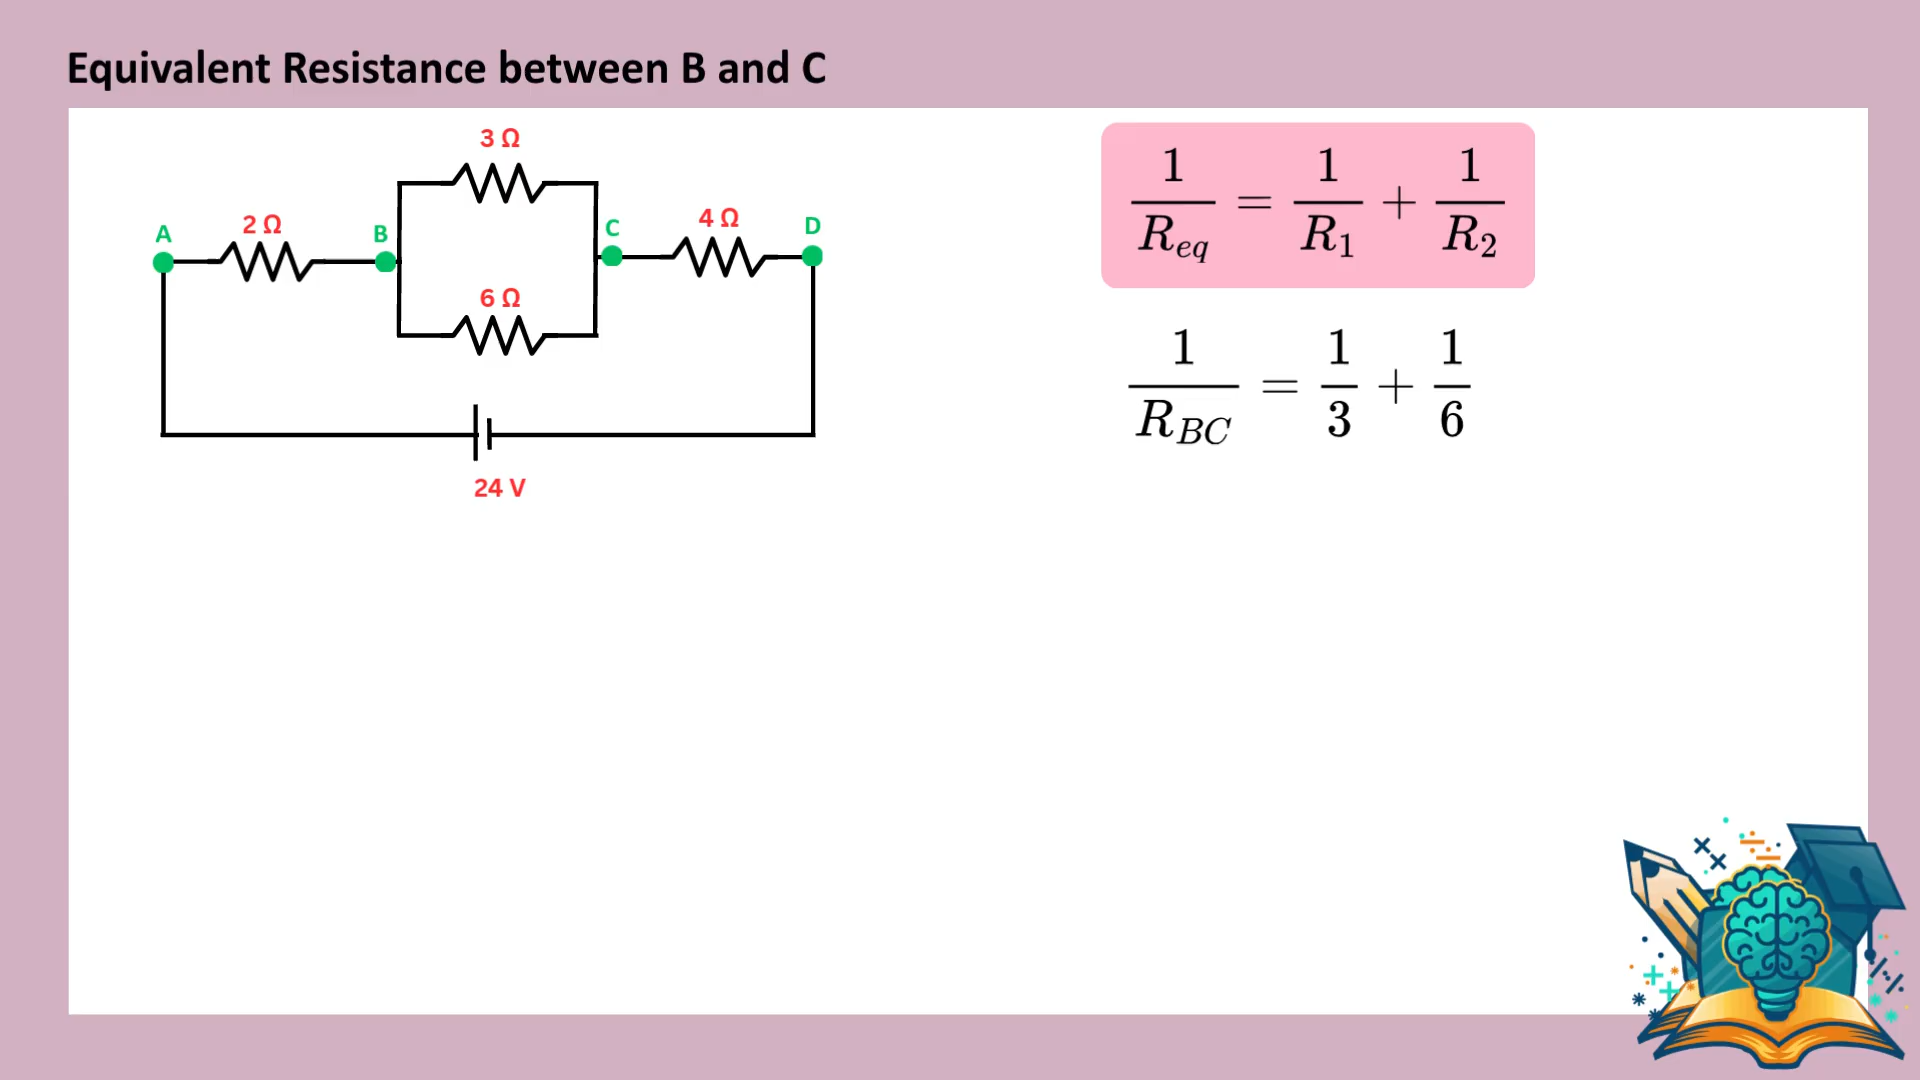 Equivalent Resistance between B and C
3 Ω
A 2 Ω B C 4 Ω D
6 Ω
24 V
1/R_eq = 1/R_1 + 1/R_2
1/R_BC = 1/3 + 1/6